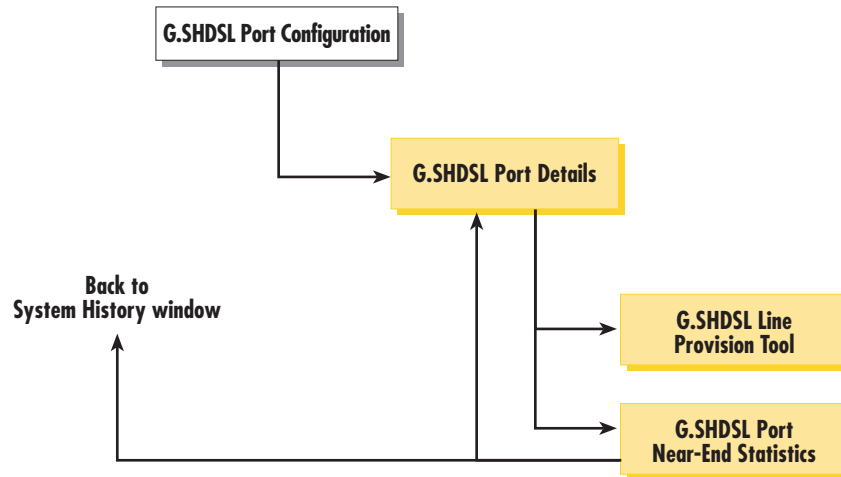 G.SHDSL Port Configuration
G.SHDSL Port Details
Back to
System History window
G.SHDSL Line
Provision Tool
G.SHDSL Port
Near-End Statistics